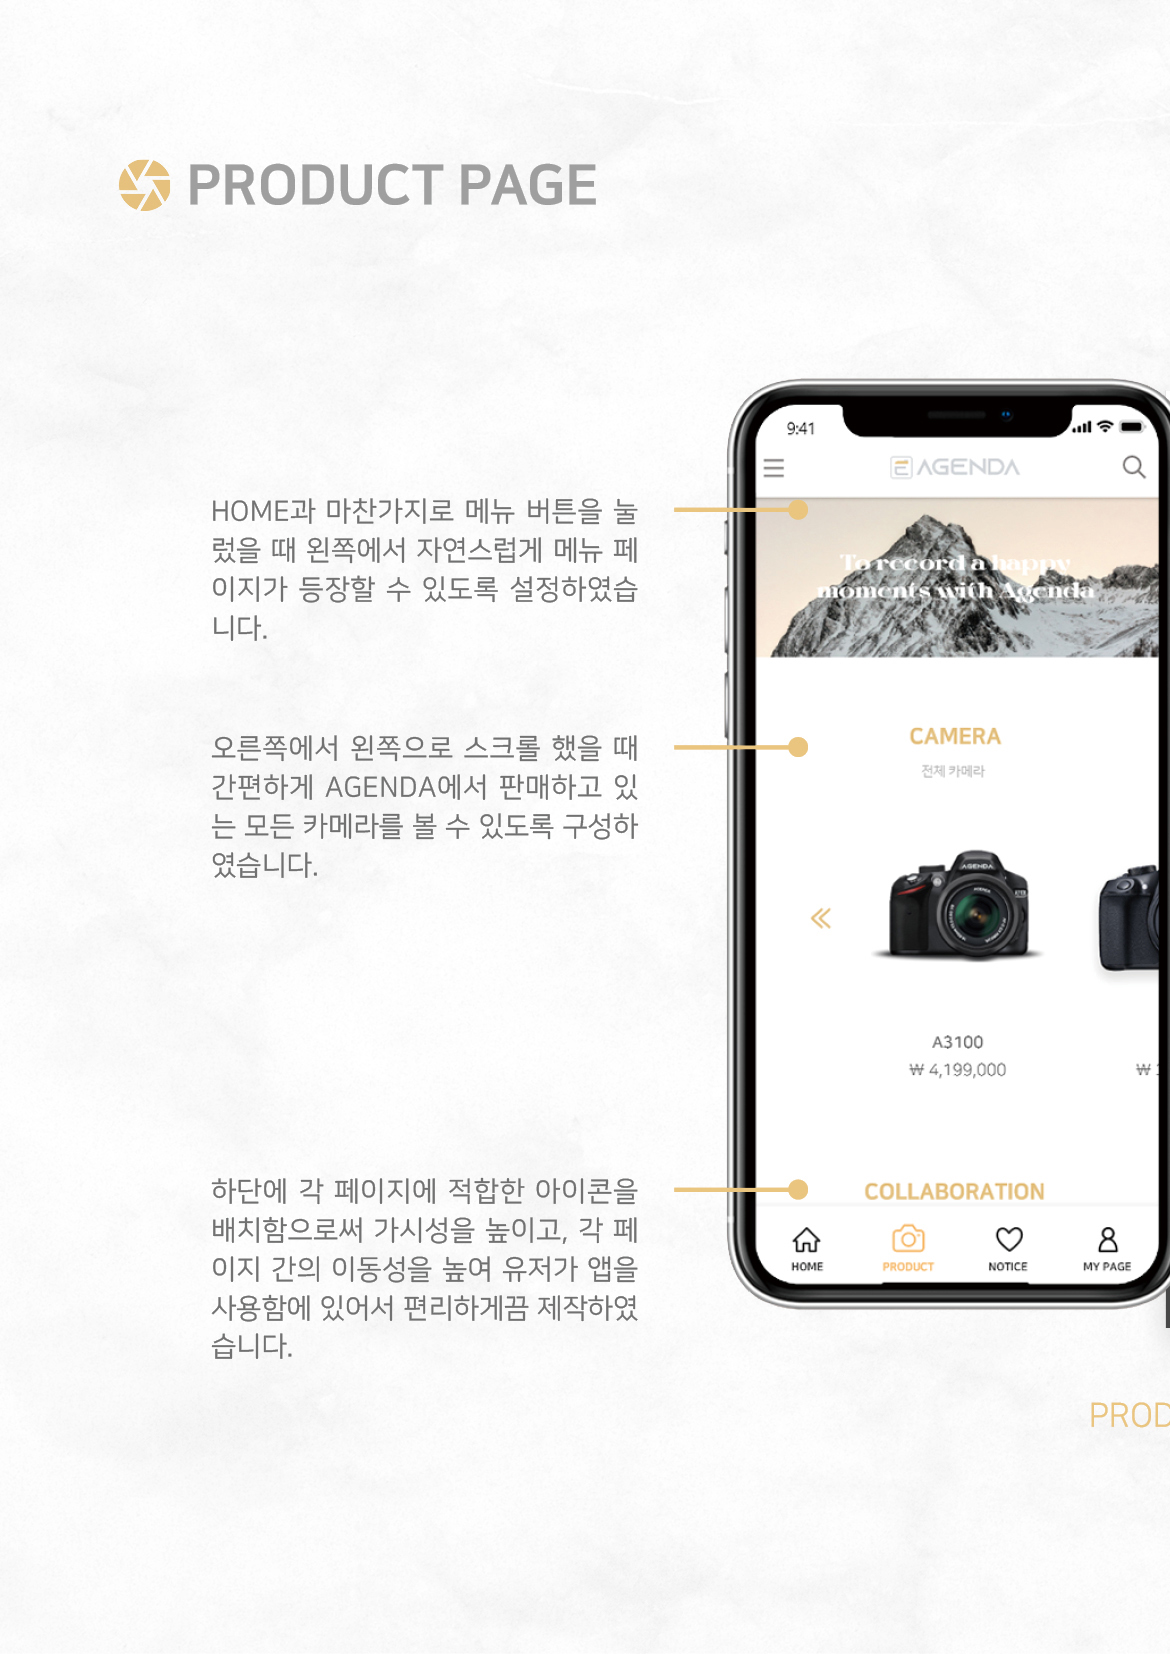 PRODUCT PAGE
HOME과 마찬가지로 메뉴 버튼을 눌
렀을 때 왼쪽에서 자연스럽게 메뉴 페
이지가 등장할 수 있도록 설정하였습
니다.
오른쪽에서 왼쪽으로 스크롤 했을 때
간편하게 AGENDA에서 판매하고 있
는 모든 카메라를 볼 수 있도록 구성하
였습니다.
하단에 각 페이지에 적합한 아이콘을
배치함으로써 가시성을 높이고, 각 페
이지 간의 이동성을 높여 유저가 앱을
사용함에 있어서 편리하게끔 제작하였
습니다.
9:41
AGENDA
To record a happy
moments with Agenda
CAMERA
전체 카메라
AGENDA
A3100
₩ 4,199,000
₩
COLLABORATION
HOME PRODUCT NOTICE MY PAGE
PROD